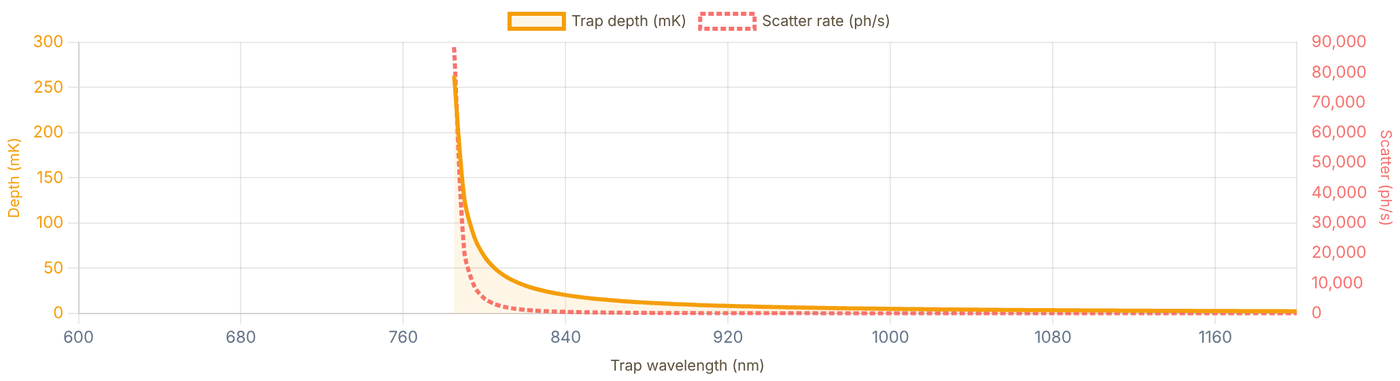 Trap depth (mK) Scatter rate (ph/s)
300 90,000
250 80,000
200 70,000
150 60,000
100 50,000
50 40,000
0 30,000
20,000
10,000
0
Depth (mK)
Scatter (ph/s)
600 680 760 840 920 1000 1080 1160
Trap wavelength (nm)